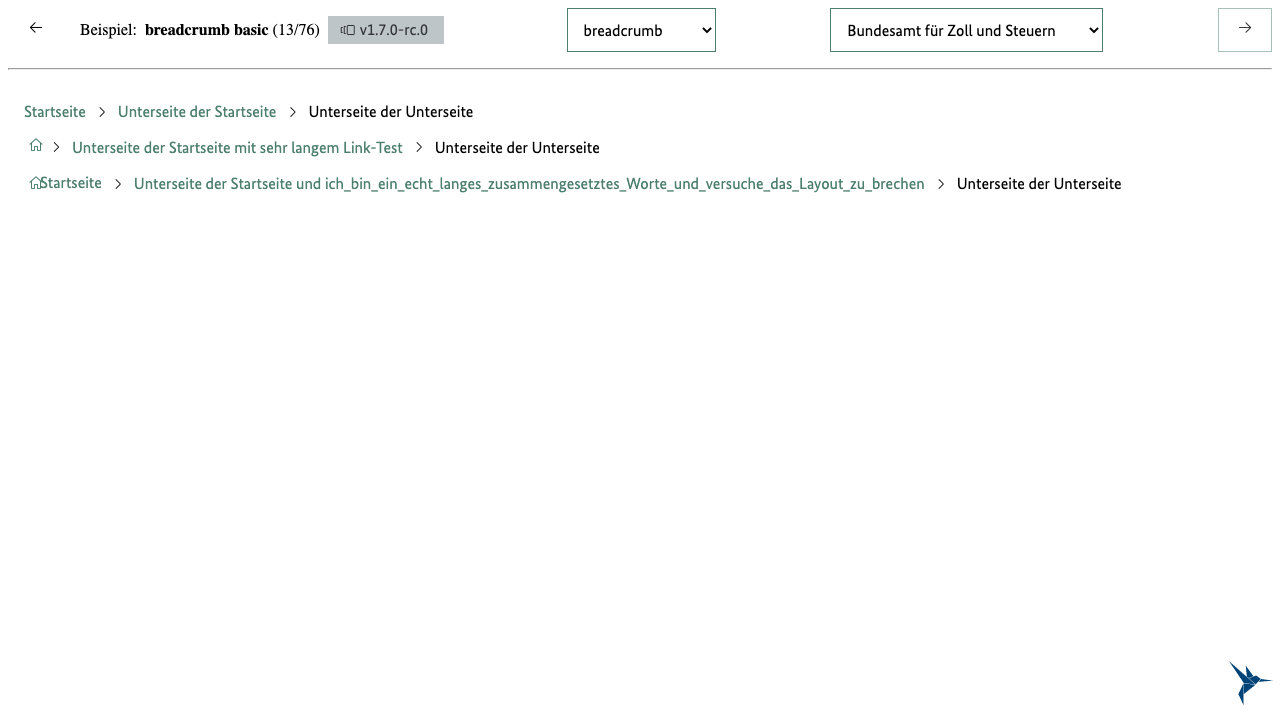 Beispiel: breadcrumb basic (13/76) v1.7.0-rc.0 breadcrumb Bundesamt für Zoll und Steuern
Startseite Unterseite der Startseite Unterseite der Unterseite
Unterseite der Startseite mit sehr langem Link-Test Unterseite der Unterseite
Startseite Unterseite der Startseite und ich_bin_ein_echt_langes_zusammengesetztes_Worte_und_versuche_das_Layout_zu_brechen Unterseite der Unterseite